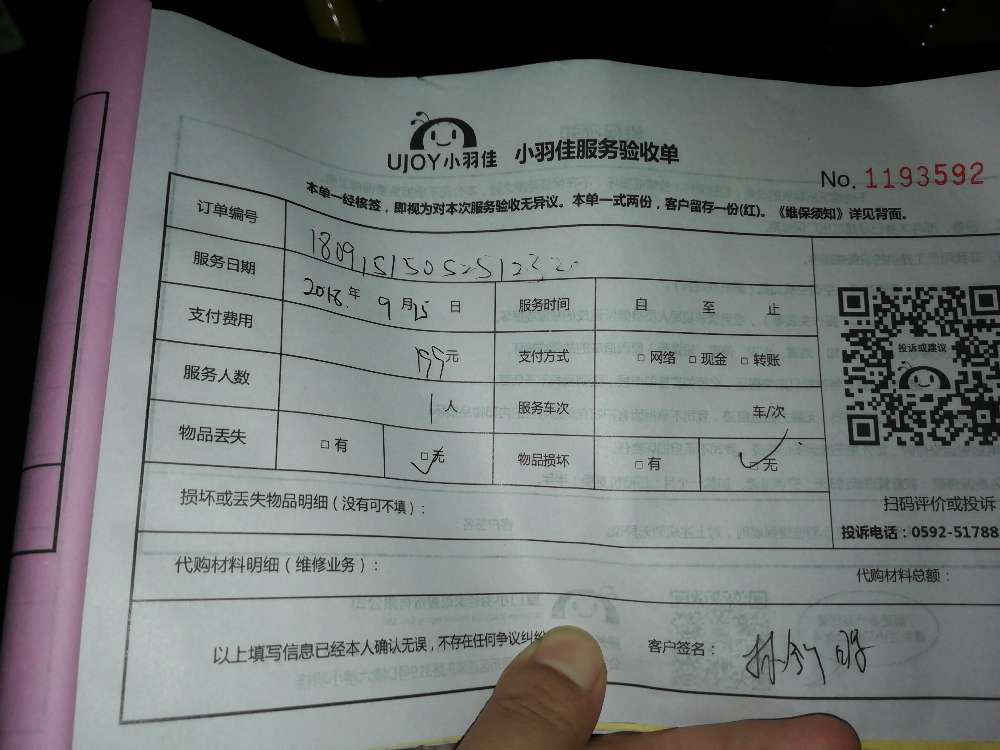 UJOY小羽佳 小羽佳服务验收单
No. 1193592
本单一经核签，即视为对本次服务验收无异议。本单一式两份，客户留存一份(红)。《维保须知》详见背面。
订单编号
服务日期 2018年 9月15日 服务时间 自 至 止
支付费用 199元 支付方式 □网络 □现金 □转账
服务人数 1人 服务车次 车/次
物品丢失 □有 □无 物品损坏 □有 □无
投诉或建议
扫码评价或投诉
投诉电话：0592-51788
损坏或丢失物品明细（没有可不填）：
代购材料明细（维修业务）： 代购材料总额：
以上填写信息已经本人确认无误，不存在任何争议纠纷
客户签名：